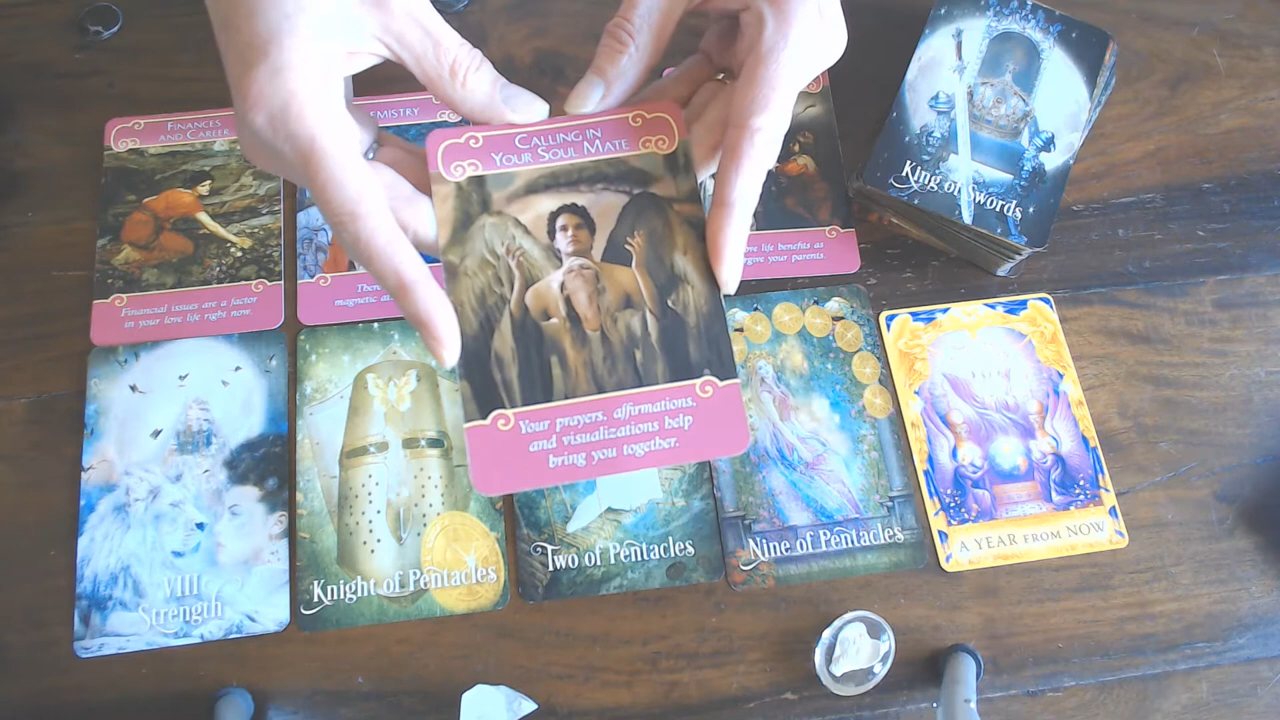 FINANCES
AND CAREER
Financial issues are a factor
in your love life right now.
EMISTRY
magnetic
CALLING IN
YOUR SOUL MATE
Your prayers, affirmations,
and visualizations help
bring you together.
life benefits as
your parents.
King of Swords
VIII
Strength
Knight of Pentacles
Two of Pentacles
Nine of Pentacles
A YEAR FROM NOW